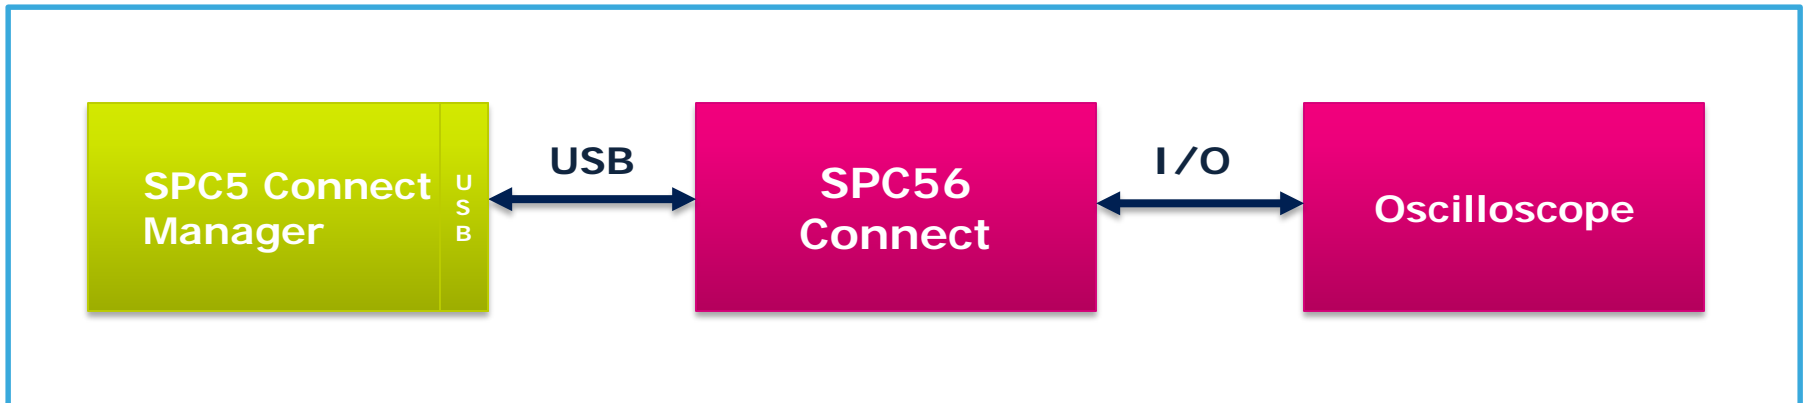 SPC5 Connect
Manager
U
S
B
USB
SPC56
Connect
I/O
Oscilloscope